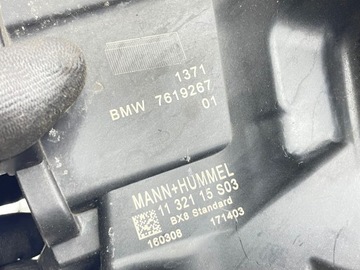 1371
BMW 7619267
01
MANN+HUMMEL
11 321 15 S03
BX8 Standard
160308 171403